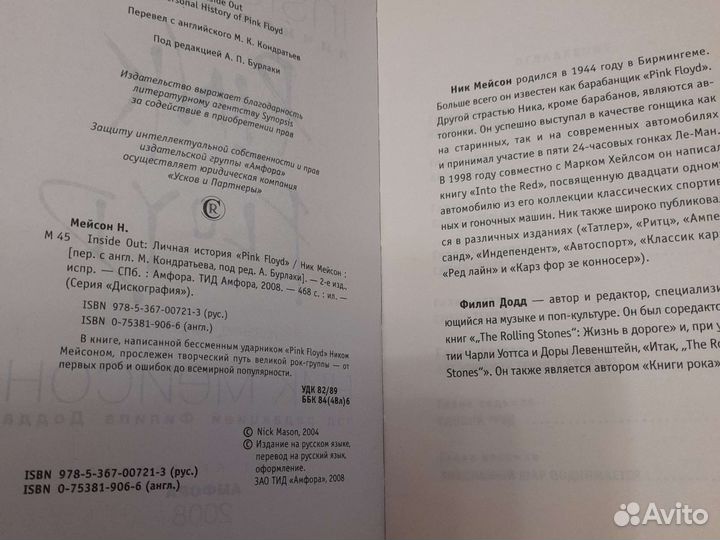 Inside Out
Personal History of Pink Floyd
Перевод с английского М. К. Кондратьев
Под редакцией А. П. Бурлаки
Издательство выражает благодарность
литературному агентству Synopsis
за содействие в приобретении прав
Защиту интеллектуальной собственности и прав
издательской группы «Амфора»
осуществляет юридическая компания
«Усков и Партнеры»
Мейсон Н.
М 45 Inside Out: Личная история «Pink Floyd» / Ник Мейсон :
[пер. с англ. М. Кондратьева, под ред. А. Бурлаки]. — 2-е изд.,
испр. — СПб. : Амфора. ТИД Амфора, 2008. — 468 с. : ил. —
(Серия «Дискография»).
ISBN 978-5-367-00721-3 (рус.)
ISBN 0-75381-906-6 (англ.)
В книге, написанной бессменным ударником «Pink Floyd» Ником
Мейсоном, прослежен творческий путь великой рок-группы — от
первых проб и ошибок до всемирной популярности.
УДК 82/89
ББК 84(4Вл)6
© Nick Mason, 2004
© Издание на русском языке,
перевод на русский язык,
оформление.
ЗАО ТИД «Амфора», 2008
ISBN 978-5-367-00721-3 (рус.)
ISBN 0-75381-906-6 (англ.)
Ник Мейсон родился в 1944 году в Бирмингеме.
Больше всего он известен как барабанщик «Pink Floyd».
Другой страстью Ника, кроме барабанов, являются ав-
тогонки. Он успешно выступал в качестве гонщика как
на старинных, так и на современных автомобилях
и принимал участие в пяти 24-часовых гонках Ле-Ман.
В 1998 году совместно с Марком Хейлсом он написал
книгу «Into the Red», посвященную двадцати одному
автомобилю из его коллекции классических спортив
ных и гоночных машин. Ник также широко публиковал
ся в различных изданиях («Татлер», «Ритц», «Ампе
санд», «Индепендент», «Автоспорт», «Классик кар
«Ред лайн» и «Карз фор зе конносер»).
Филип Додд — автор и редактор, специализи
ющийся на музыке и поп-культуре. Он был соредакто
книг «„The Rolling Stones“: Жизнь в дороге» и, при у
тии Чарли Уоттса и Доры Левенштейн, «Итак, „The Ro
Stones“». Он также является автором «Книги рока»
Avito